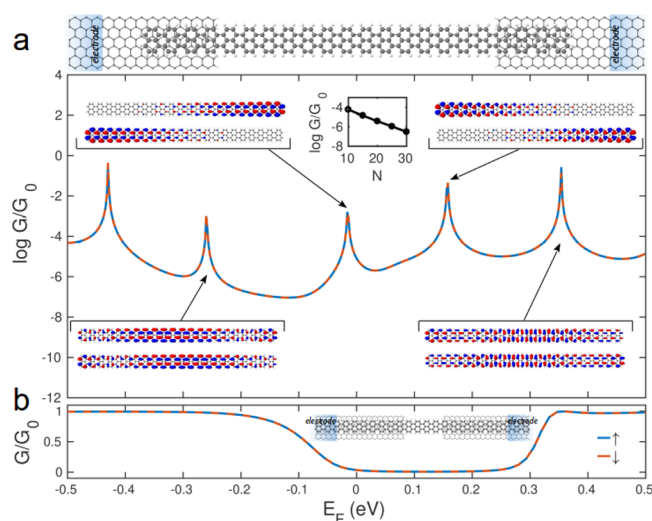 a
electrode
electrode
4
2
0
-2
-4
-6
-8
-10
-12
log G/G0
log G/G0
-4
-6
10
20
30
N
b
G/G0
1
0.5
0
electrode
electrode
↑
↓
-0.5
-0.4
-0.3
-0.2
-0.1
0
0.1
0.2
0.3
0.4
0.5
EF (eV)